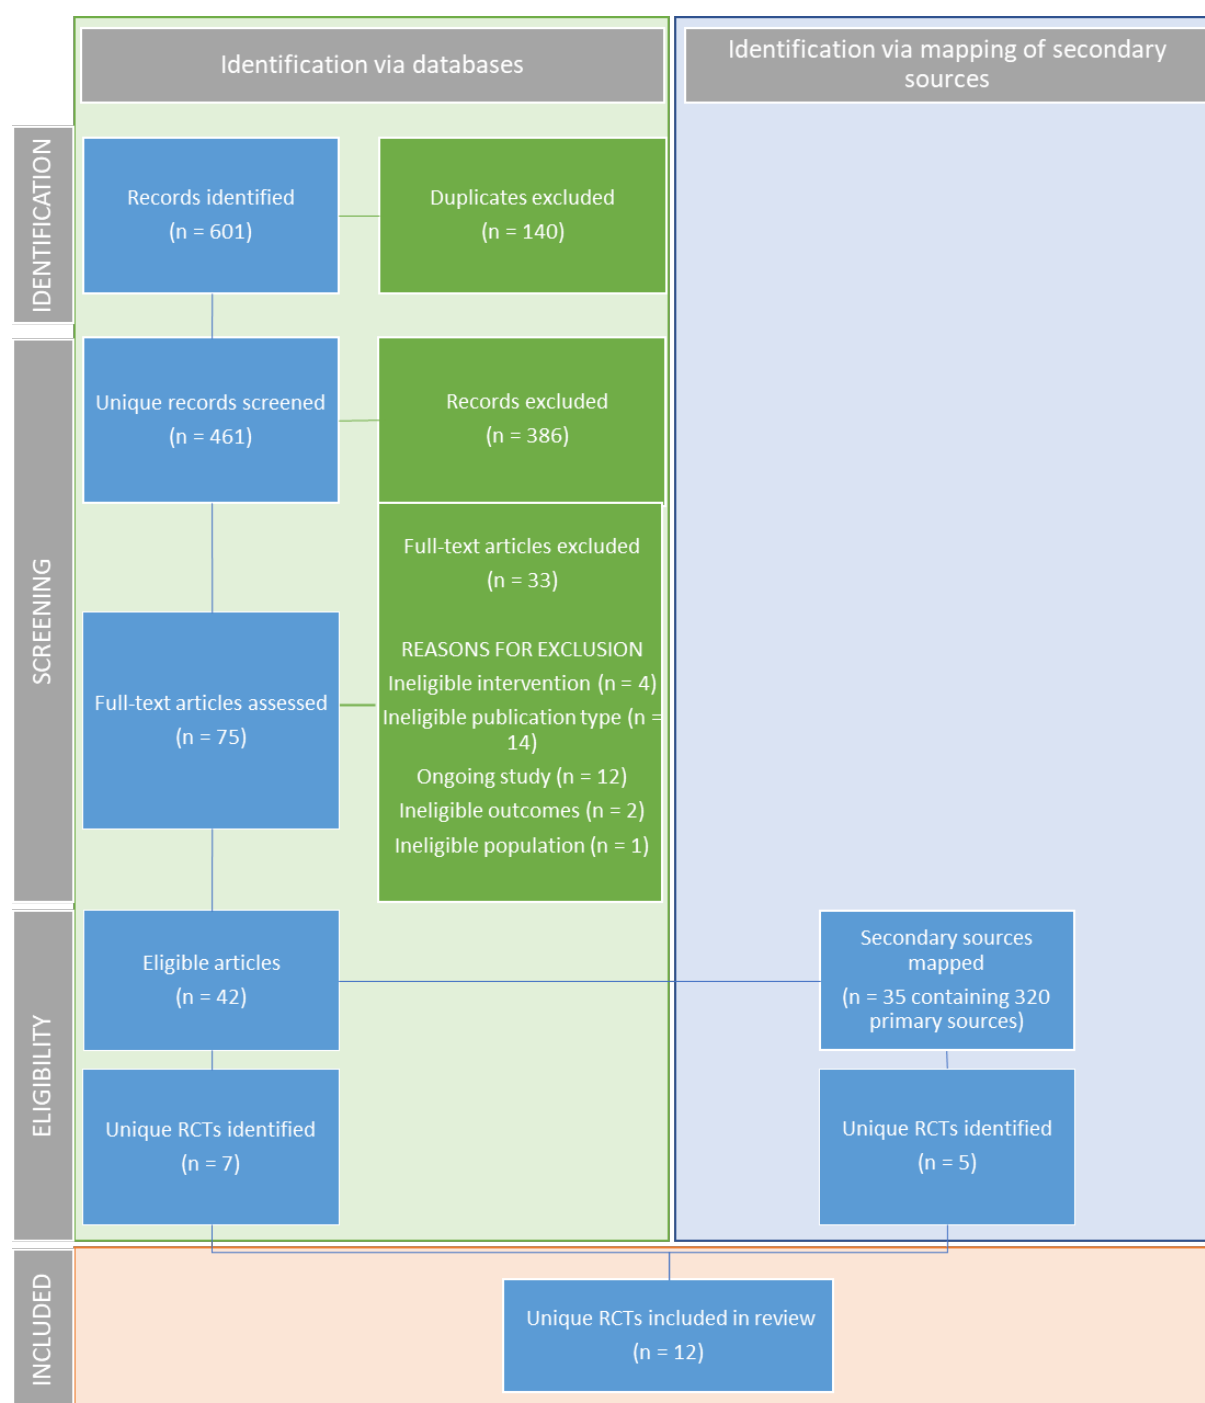 Identification via databases
Identification via mapping of secondary
sources
IDENTIFICATION
Records identified
(n = 601)
Duplicates excluded
(n = 140)
SCREENING
Unique records screened
(n = 461)
Records excluded
(n = 386)
Full-text articles assessed
(n = 75)
Full-text articles excluded
(n = 33)
REASONS FOR EXCLUSION
Ineligible intervention (n = 4)
Ineligible publication type (n =
14)
Ongoing study (n = 12)
Ineligible outcomes (n = 2)
Ineligible population (n = 1)
ELIGIBILITY
Eligible articles
(n = 42)
Secondary sources
mapped
(n = 35 containing 320
primary sources)
Unique RCTs identified
(n = 7)
Unique RCTs identified
(n = 5)
INCLUDED
Unique RCTs included in review
(n = 12)